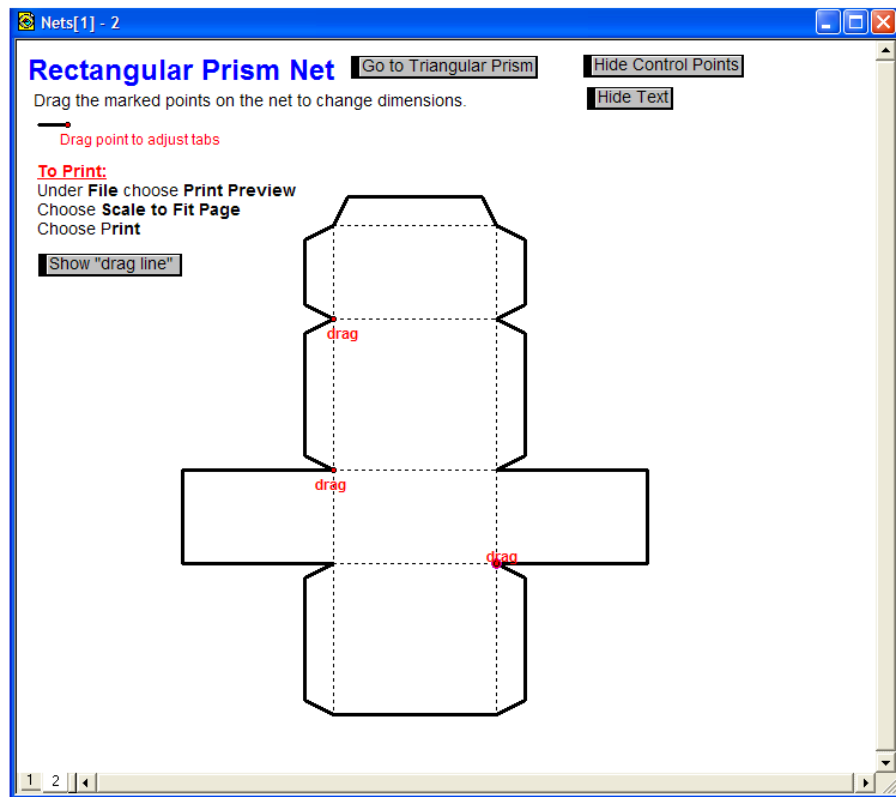 Nets[1] - 2
Rectangular Prism Net
Go to Triangular Prism
Hide Control Points
Drag the marked points on the net to change dimensions.
Hide Text
Drag point to adjust tabs
To Print:
Under File choose Print Preview
Choose Scale to Fit Page
Choose Print
Show "drag line"
drag
drag
drag
1 2